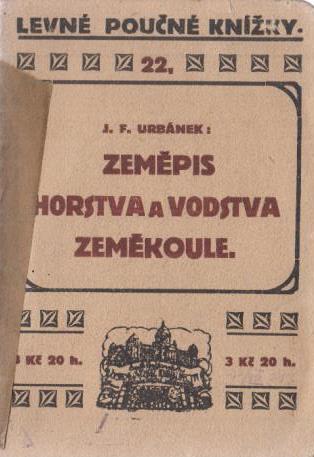 LEVNÉ POUČNÉ KNÍŽKY.
22.
J. F. URBÁNEK:
ZEMĚPIS
HORSTVA A VODSTVA
ZEMĚKOULE.
3 Kč 20 h. 3 Kč 20 h.